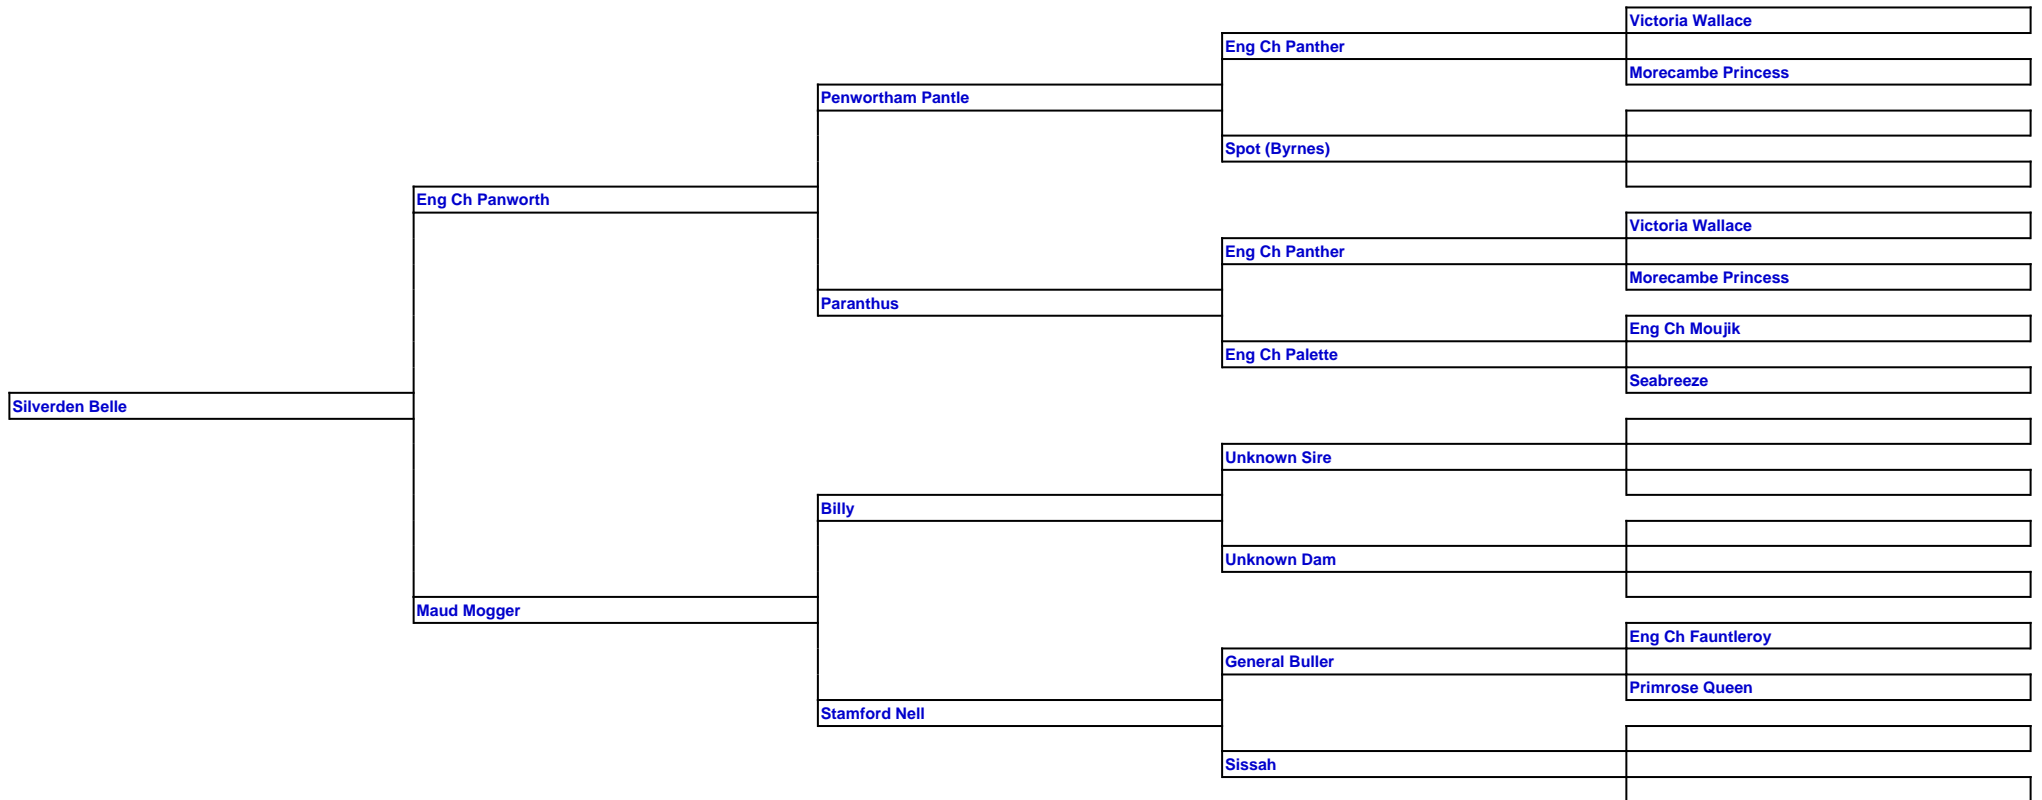 Victoria Wallace
Eng Ch Panther
Morecambe Princess
Penwortham Pantle
Spot (Byrnes)
Eng Ch Panworth
Victoria Wallace
Eng Ch Panther
Morecambe Princess
Paranthus
Eng Ch Moujik
Eng Ch Palette
Seabreeze
Silverden Belle
Unknown Sire
Billy
Unknown Dam
Maud Mogger
Eng Ch Fauntleroy
General Buller
Primrose Queen
Stamford Nell
Sissah